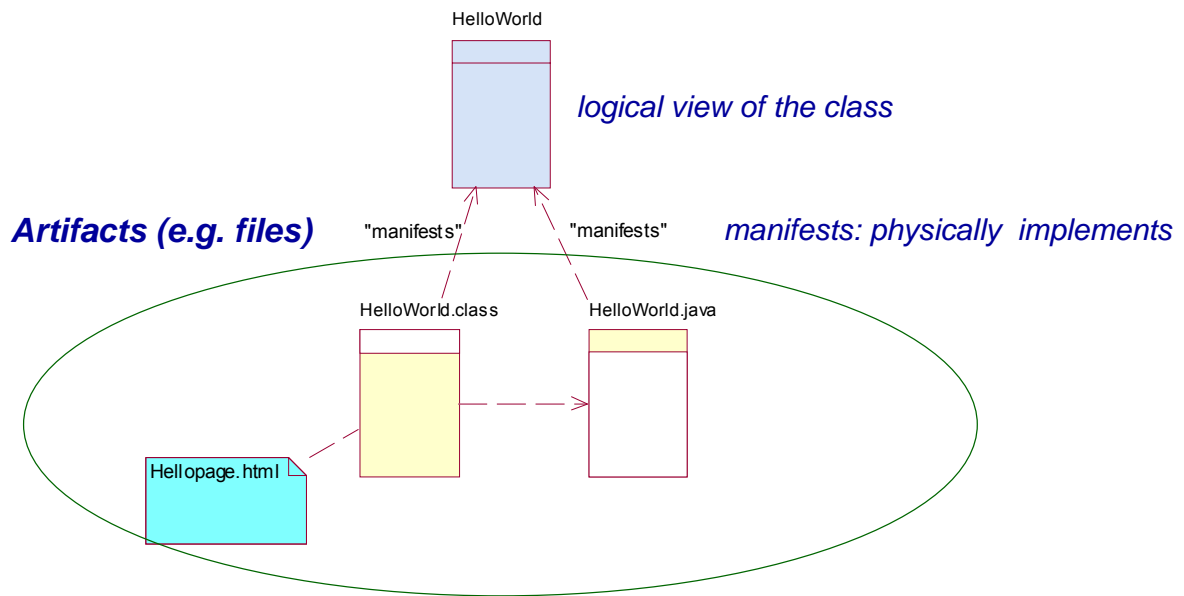 HelloWorld
logical view of the class
Artifacts (e.g. files)
"manifests"
"manifests"
manifests: physically implements
HelloWorld.class
HelloWorld.java
Hellopage.html